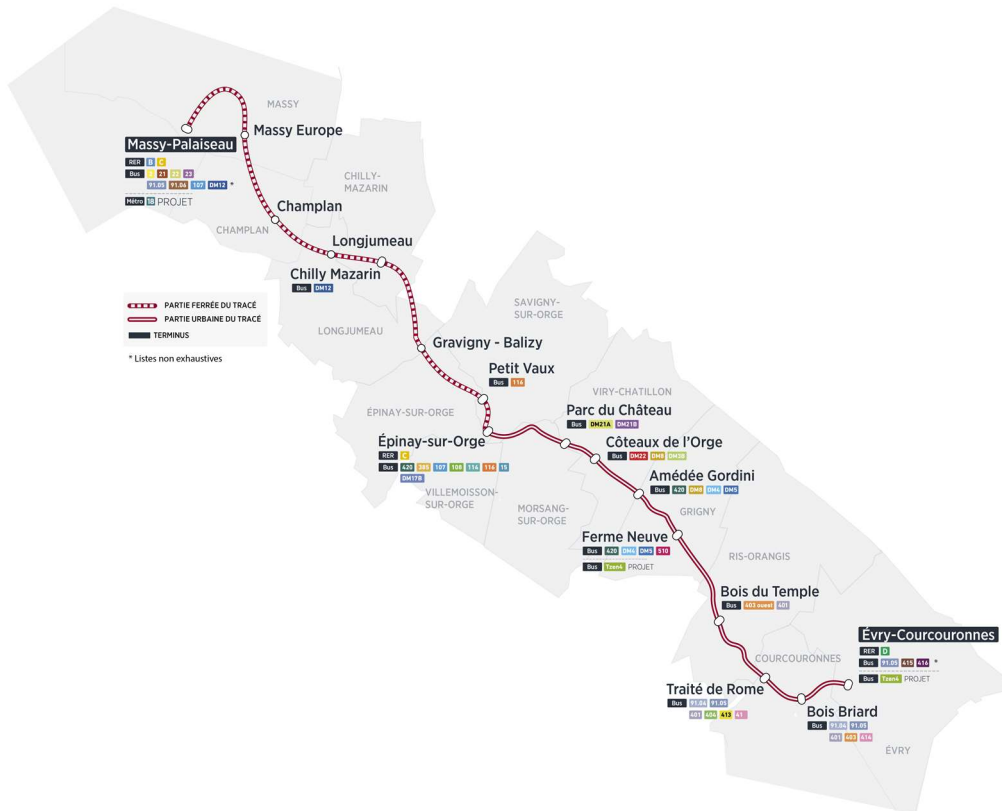 MASSY
Massy Europe
Massy-Palaiseau
RER B C
Bus 21 22 23
91.05 91.06 107 DM12 *
Métro 18 PROJET
CHILLY-
MAZARIN
Champlan
CHAMPLAN
Longjumeau
Chilly Mazarin
Bus DM12
PARTIE FERRÉE DU TRACÉ
PARTIE URBAINE DU TRACÉ
TERMINUS
* Listes non exhaustives
LONGJUMEAU
SAVIGNY-
SUR-ORGE
Gravigny - Balizy
Petit Vaux
Bus 116
VIRY-CHATILLON
ÉPINAY-SUR-ORGE
Parc du Château
Bus DM21A DM21B
Épinay-sur-Orge
RER C
Bus 420 385 107 108 114 116 15
DM17B
Côteaux de l'Orge
Bus DM22 DM8
Amédée Gordini
Bus 420 DM8 DM4 DM5
VILLEMOISSON-
SUR-ORGE
MORSANG-
SUR-ORGE
GRIGNY
Ferme Neuve
Bus 420 DM4 DM5 510
Bus Tzen4 PROJET
RIS-ORANGIS
Bois du Temple
Bus 403 ouest 401
Évry-Courcouronnes
RER D
Bus 91.05 415 416 *
Bus Tzen4 PROJET
COURCOURONNES
Traité de Rome
Bus 91.04 91.05
401 404 413
Bois Briard
Bus 91.04 91.05
401 403 414
ÉVRY